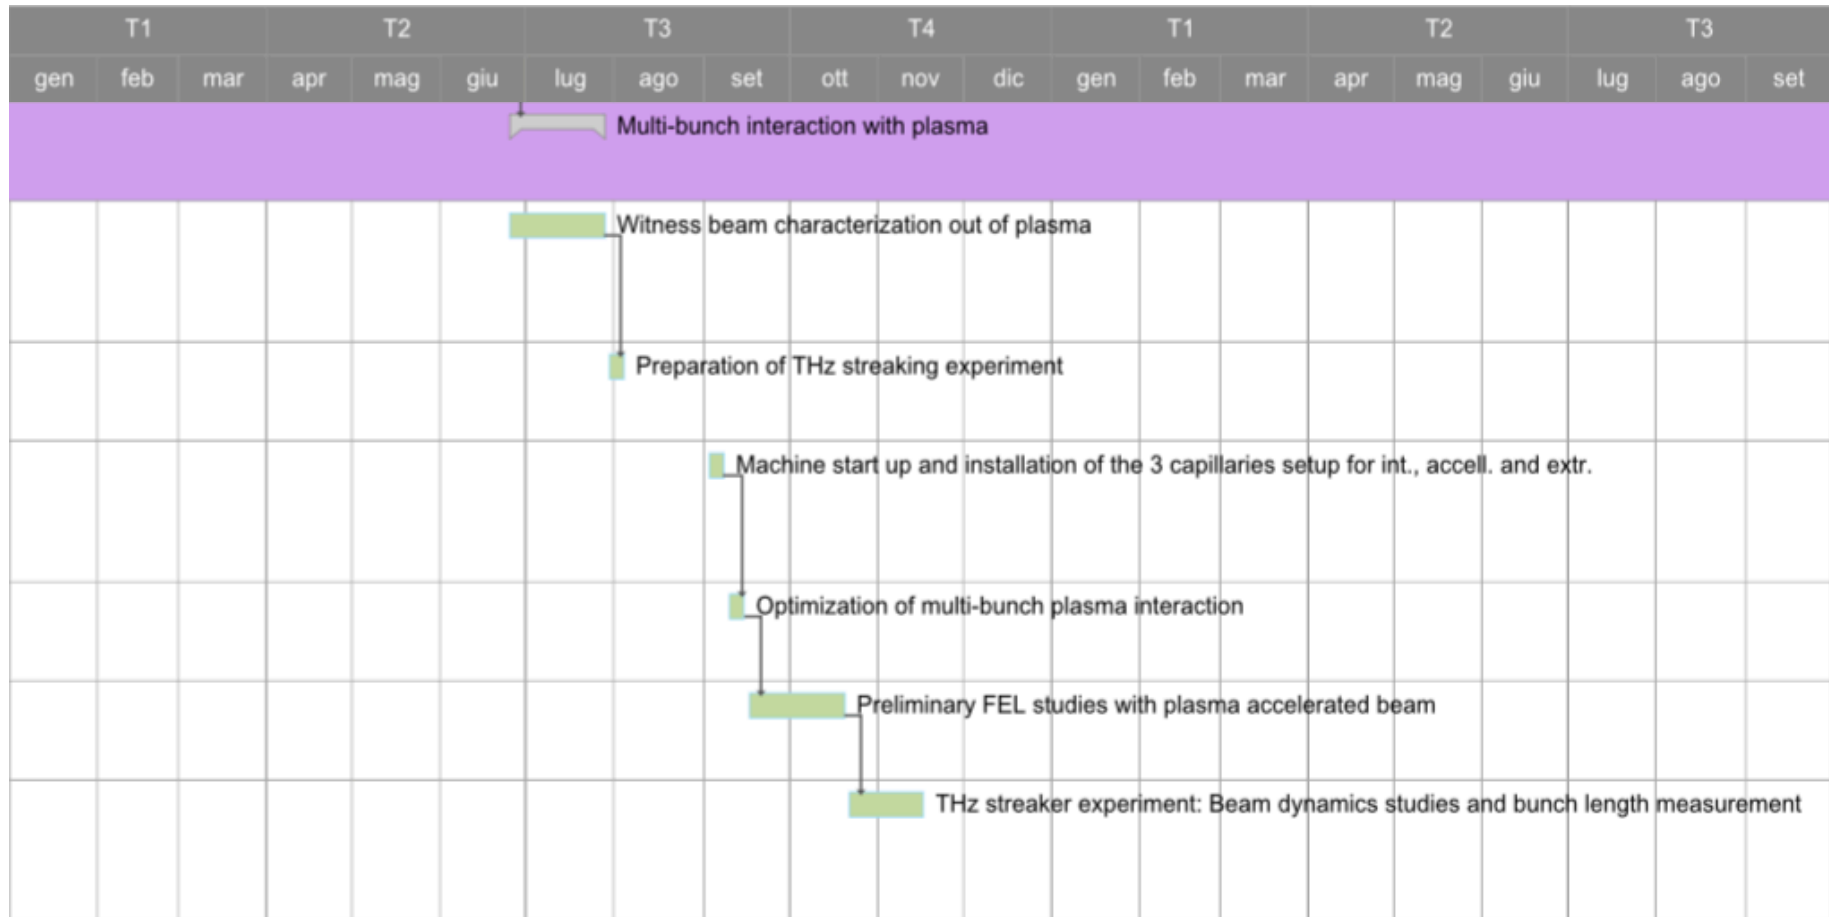 T1 T2 T3 T4 T1 T2 T3
gen feb mar apr mag giu lug ago set ott nov dic gen feb mar apr mag giu lug ago set
Multi-bunch interaction with plasma
Witness beam characterization out of plasma
Preparation of THz streaking experiment
Machine start up and installation of the 3 capillaries setup for int., accell. and extr.
Optimization of multi-bunch plasma interaction
Preliminary FEL studies with plasma accelerated beam
THz streaker experiment: Beam dynamics studies and bunch length measurement